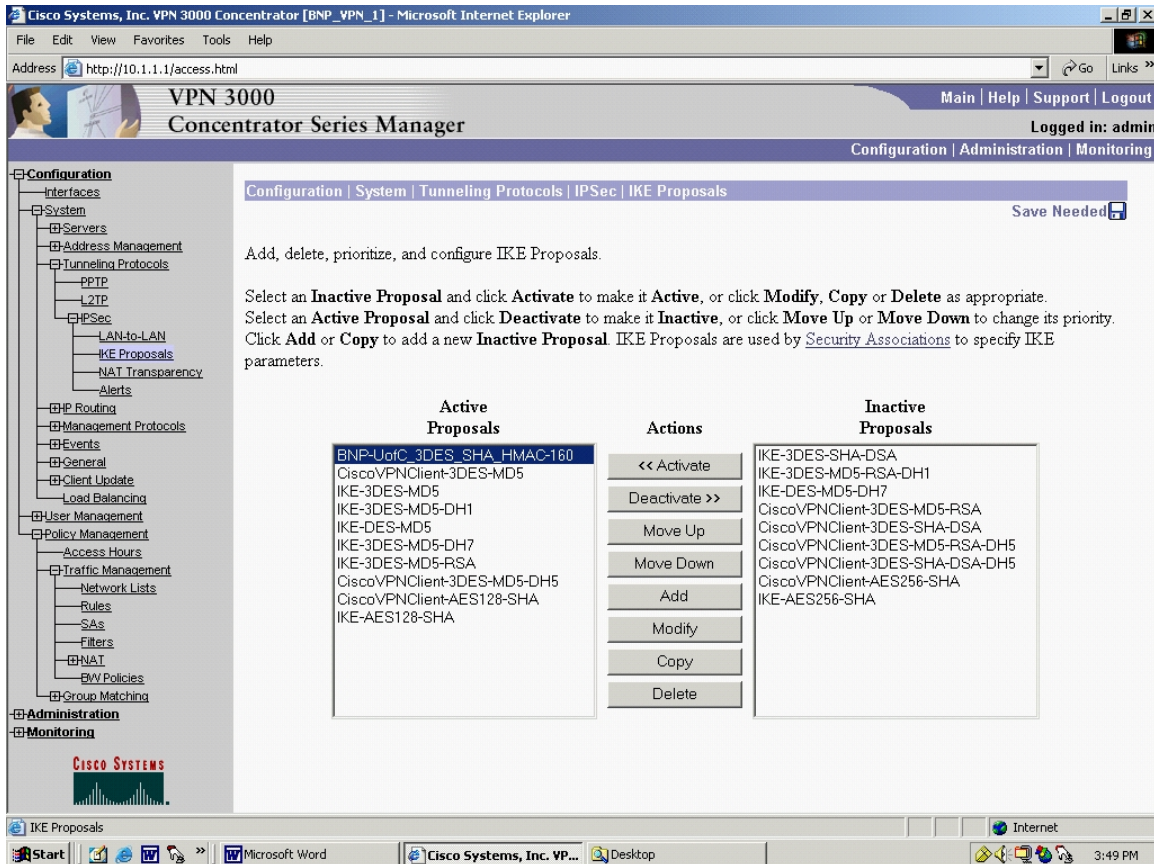 Cisco Systems, Inc. VPN 3000 Concentrator [BNP_VPN_1] - Microsoft Internet Explorer
File Edit View Favorites Tools Help
Address http://10.1.1.1/access.html Go Links »
VPN 3000
Concentrator Series Manager
Main | Help | Support | Logout
Logged in: admin
Configuration | Administration | Monitoring
Configuration
Interfaces
System
Servers
Address Management
Tunneling Protocols
PPTP
L2TP
IPSec
LAN-to-LAN
IKE Proposals
NAT Transparency
Alerts
IP Routing
Management Protocols
Events
General
Client Update
Load Balancing
User Management
Policy Management
Access Hours
Traffic Management
Network Lists
Rules
SAs
Filters
NAT
BW Policies
Group Matching
Administration
Monitoring
CISCO SYSTEMS
Configuration | System | Tunneling Protocols | IPSec | IKE Proposals
Save Needed
Add, delete, prioritize, and configure IKE Proposals.
Select an Inactive Proposal and click Activate to make it Active, or click Modify, Copy or Delete as appropriate.
Select an Active Proposal and click Deactivate to make it Inactive, or click Move Up or Move Down to change its priority.
Click Add or Copy to add a new Inactive Proposal. IKE Proposals are used by Security Associations to specify IKE
parameters.
Active
Proposals
BNP-UofC_3DES_SHA_HMAC-160
CiscoVPNClient-3DES-MD5
IKE-3DES-MD5
IKE-3DES-MD5-DH1
IKE-DES-MD5
IKE-3DES-MD5-DH7
IKE-3DES-MD5-RSA
CiscoVPNClient-3DES-MD5-DH5
CiscoVPNClient-AES128-SHA
IKE-AES128-SHA
Actions
<< Activate
Deactivate >>
Move Up
Move Down
Add
Modify
Copy
Delete
Inactive
Proposals
IKE-3DES-SHA-DSA
IKE-3DES-MD5-RSA-DH1
IKE-DES-MD5-DH7
CiscoVPNClient-3DES-MD5-RSA
CiscoVPNClient-3DES-SHA-DSA
CiscoVPNClient-3DES-MD5-RSA-DH5
CiscoVPNClient-3DES-SHA-DSA-DH5
CiscoVPNClient-AES256-SHA
IKE-AES256-SHA
IKE Proposals Internet
Start » Microsoft Word Cisco Systems, Inc. VP... Desktop 3:49 PM